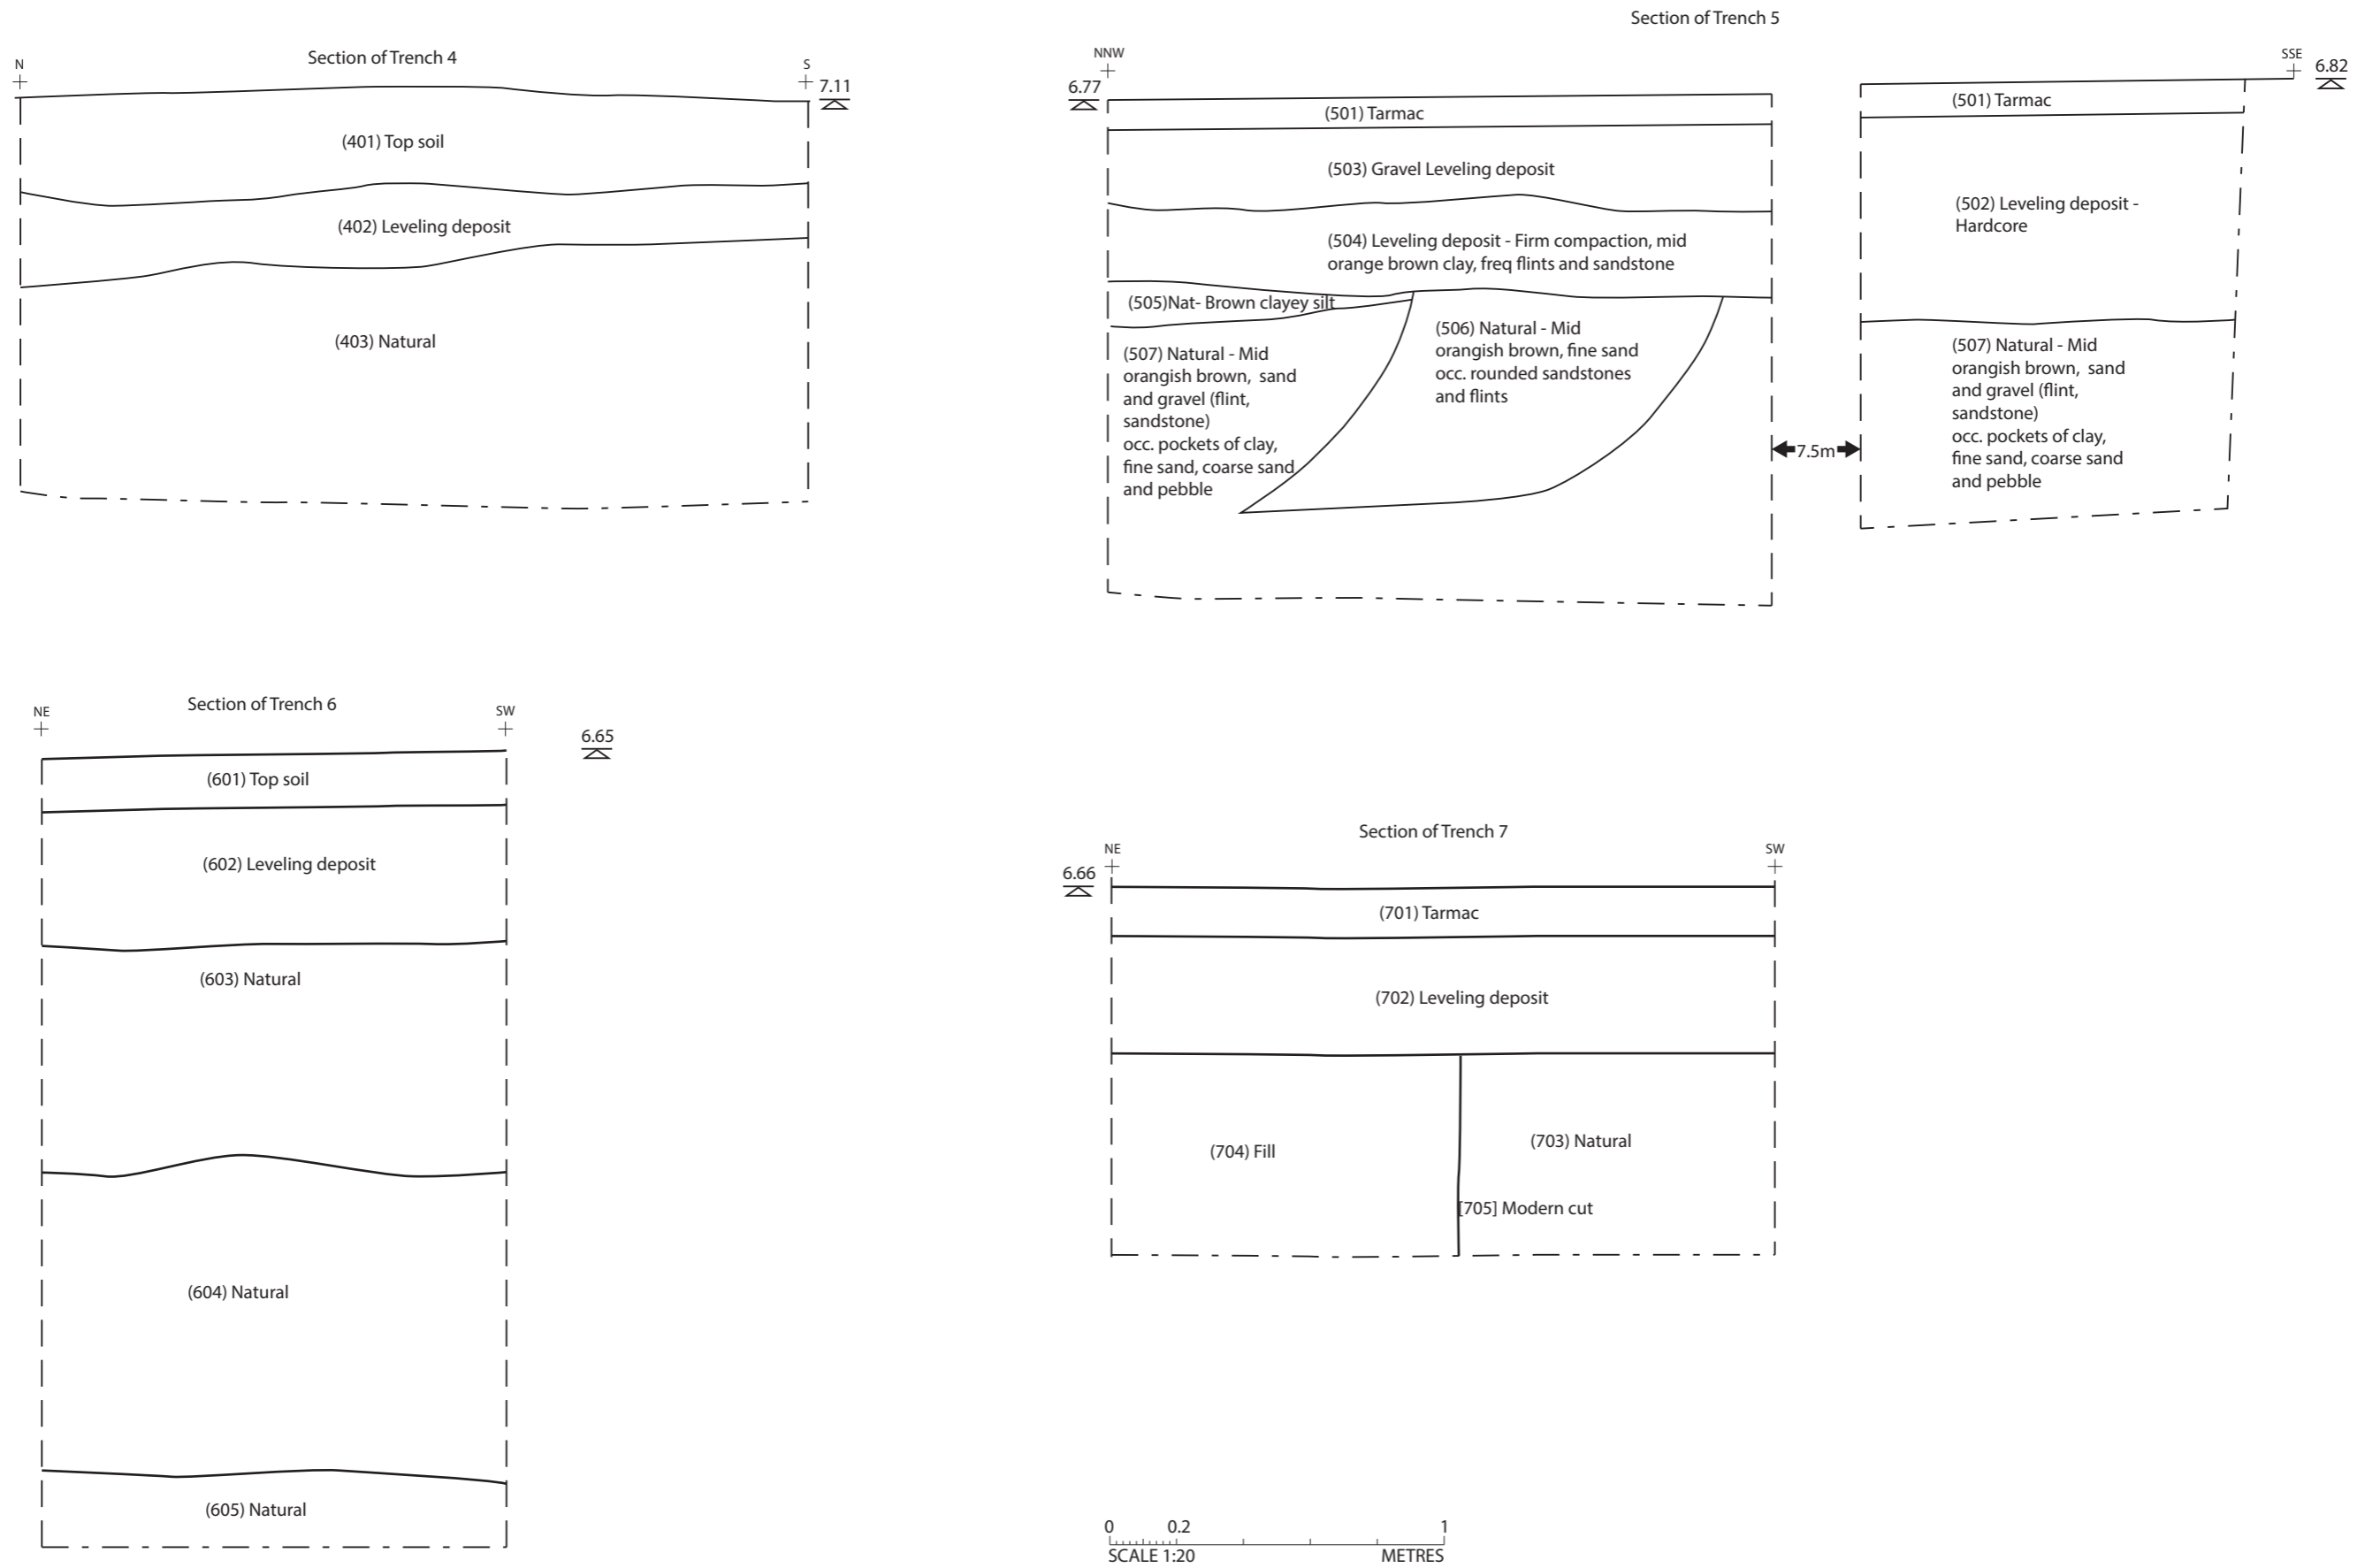 Section of Trench 4
N
S
7.11
(401) Top soil
(402) Leveling deposit
(403) Natural
Section of Trench 5
NNW
SSE
6.77
6.82
(501) Tarmac
(503) Gravel Leveling deposit
(504) Leveling deposit - Firm compaction, mid
orange brown clay, freq flints and sandstone
(505)Nat- Brown clayey silt
(506) Natural - Mid
orangish brown, fine sand
occ. rounded sandstones
and flints
(507) Natural - Mid
orangish brown, sand
and gravel (flint,
sandstone)
occ. pockets of clay,
fine sand, coarse sand
and pebble
7.5m
(501) Tarmac
(502) Leveling deposit -
Hardcore
(507) Natural - Mid
orangish brown, sand
and gravel (flint,
sandstone)
occ. pockets of clay,
fine sand, coarse sand
and pebble
Section of Trench 6
NE
SW
6.65
(601) Top soil
(602) Leveling deposit
(603) Natural
(604) Natural
(605) Natural
Section of Trench 7
NE
SW
6.66
(701) Tarmac
(702) Leveling deposit
(704) Fill
(703) Natural
[705] Modern cut
0 0.2 1
SCALE 1:20 METRES